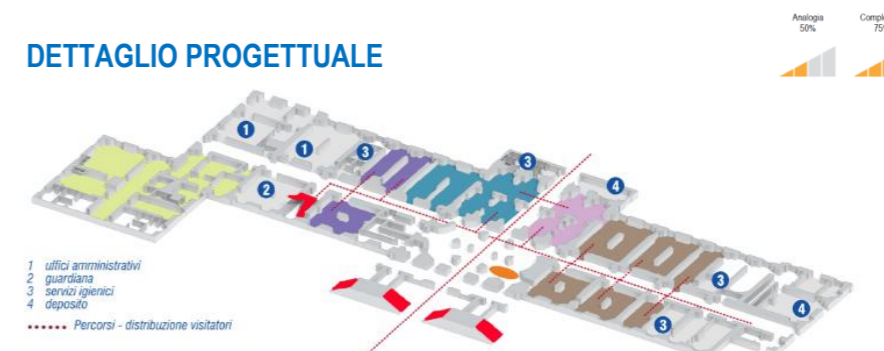 Analogia
50%
DETTAGLIO PROGETTUALE
1
1
3
3
4
2
3
4
3
1 uffici amministrativi
2 guardiana
3 servizi igienici
4 deposito
Percorsi - distribuzione visitatori